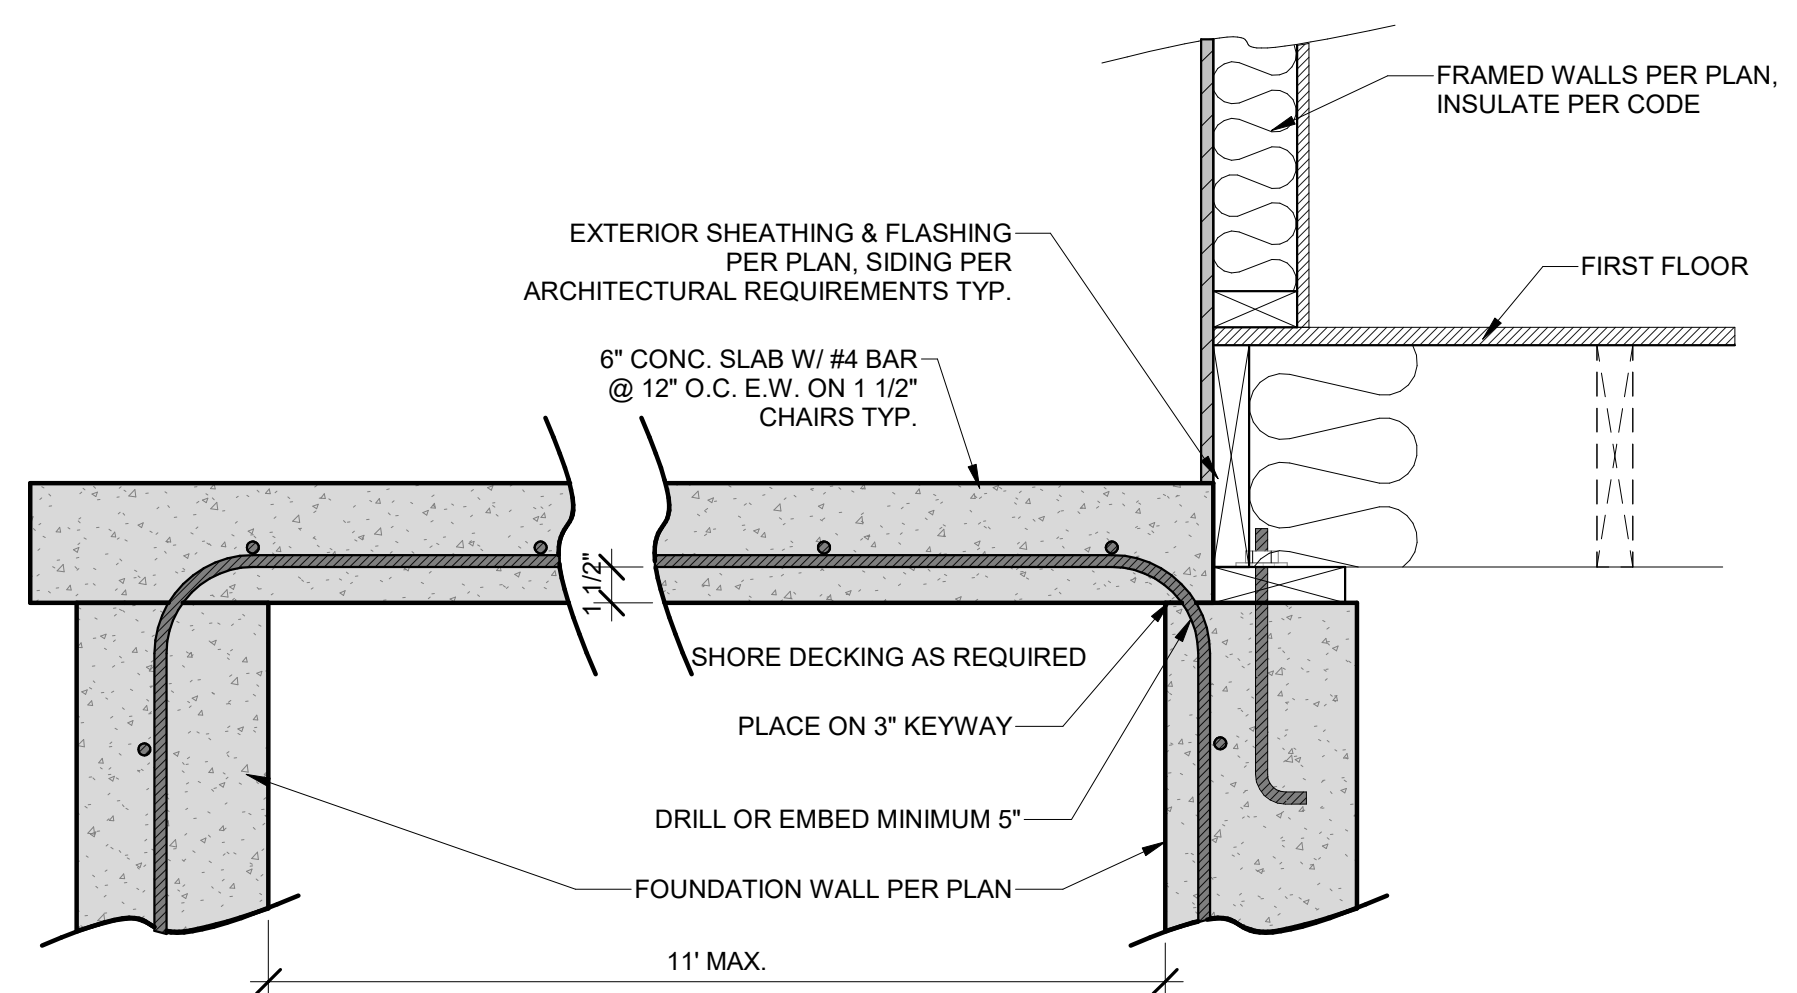 FRAMED WALLS PER PLAN,
INSULATE PER CODE
EXTERIOR SHEATHING & FLASHING
PER PLAN, SIDING PER
ARCHITECTURAL REQUIREMENTS TYP.
FIRST FLOOR
6" CONC. SLAB W/ #4 BAR
@ 12" O.C. E.W. ON 1 1/2"
CHAIRS TYP.
1 1/2"
SHORE DECKING AS REQUIRED
PLACE ON 3" KEYWAY
DRILL OR EMBED MINIMUM 5"
FOUNDATION WALL PER PLAN
11' MAX.